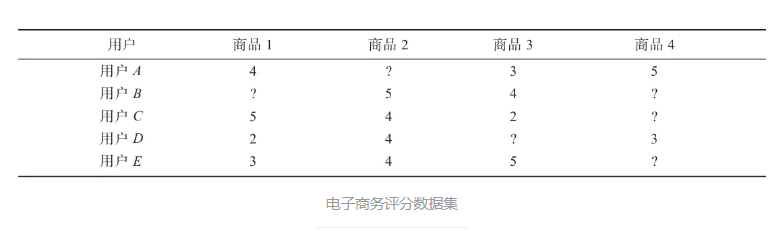 用户 商品 1 商品 2 商品 3 商品 4
用户 A 4 ? 3 5
用户 B ? 5 4 ?
用户 C 5 4 2 ?
用户 D 2 4 ? 3
用户 E 3 4 5 ?
电子商务评分数据集